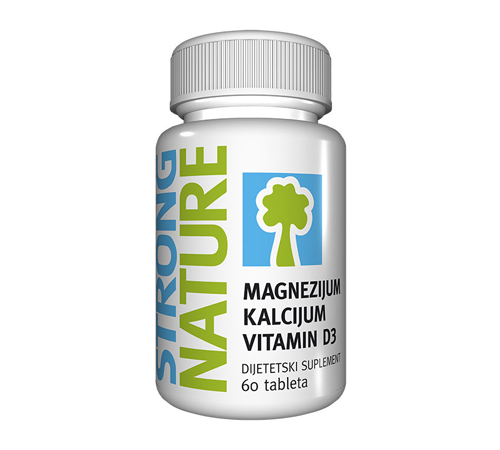 STRONG
NATURE
MAGNEZIJUM
KALCIJUM
VITAMIN D3
DIJETETSKI SUPLEMENT
60 tableta